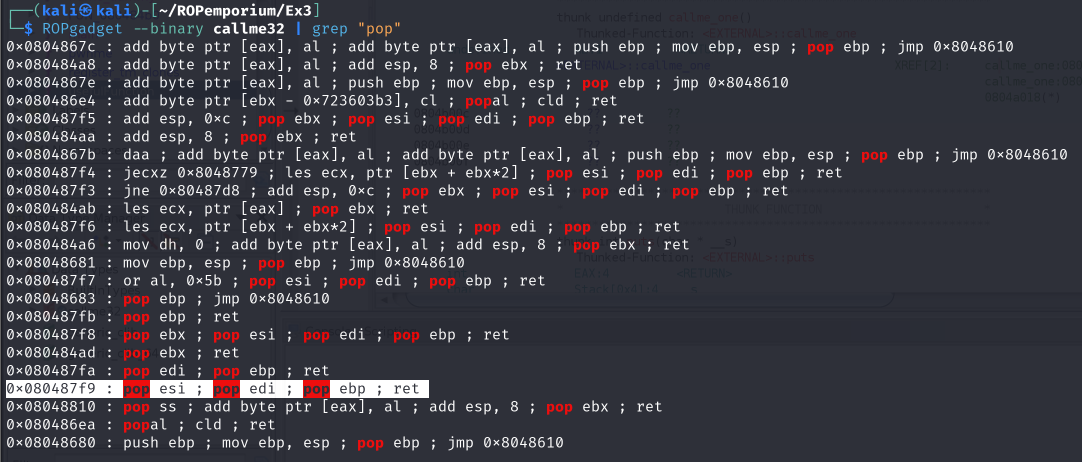 ┌──(kali㉿kali)-[~/ROPemporium/Ex3]
└─$ ROPgadget --binary callme32 | grep "pop"
0×0804867c : add byte ptr [eax], al ; add byte ptr [eax], al ; push ebp ; mov ebp, esp ; pop ebp ; jmp 0×8048610
0×080484a8 : add byte ptr [eax], al ; add esp, 8 ; pop ebx ; ret
0×0804867e : add byte ptr [eax], al ; push ebp ; mov ebp, esp ; pop ebp ; jmp 0×8048610
0×080486e4 : add byte ptr [ebx - 0×723603b3], cl ; popal ; cld ; ret
0×080487f5 : add esp, 0×c ; pop ebx ; pop esi ; pop edi ; pop ebp ; ret
0×080484aa : add esp, 8 ; pop ebx ; ret
0×0804867b : daa ; add byte ptr [eax], al ; add byte ptr [eax], al ; push ebp ; mov ebp, esp ; pop ebp ; jmp 0×8048610
0×080487f4 : jecxz 0×8048779 ; les ecx, ptr [ebx + ebx*2] ; pop esi ; pop edi ; pop ebp ; ret
0×080487f3 : jne 0×80487d8 ; add esp, 0×c ; pop ebx ; pop esi ; pop edi ; pop ebp ; ret
0×080484ab : les ecx, ptr [eax] ; pop ebx ; ret
0×080487f6 : les ecx, ptr [ebx + ebx*2] ; pop esi ; pop edi ; pop ebp ; ret
0×080484a6 : mov dh, 0 ; add byte ptr [eax], al ; add esp, 8 ; pop ebx ; ret
0×08048681 : mov ebp, esp ; pop ebp ; jmp 0×8048610
0×080487f7 : or al, 0×5b ; pop esi ; pop edi ; pop ebp ; ret
0×08048683 : pop ebp ; jmp 0×8048610
0×080487fb : pop ebp ; ret
0×080487f8 : pop ebx ; pop esi ; pop edi ; pop ebp ; ret
0×080484ad : pop ebx ; ret
0×080487fa : pop edi ; pop ebp ; ret
0×080487f9 : pop esi ; pop edi ; pop ebp ; ret
0×08048810 : pop ss ; add byte ptr [eax], al ; add esp, 8 ; pop ebx ; ret
0×080486ea : popal ; cld ; ret
0×08048680 : push ebp ; mov ebp, esp ; pop ebp ; jmp 0×8048610